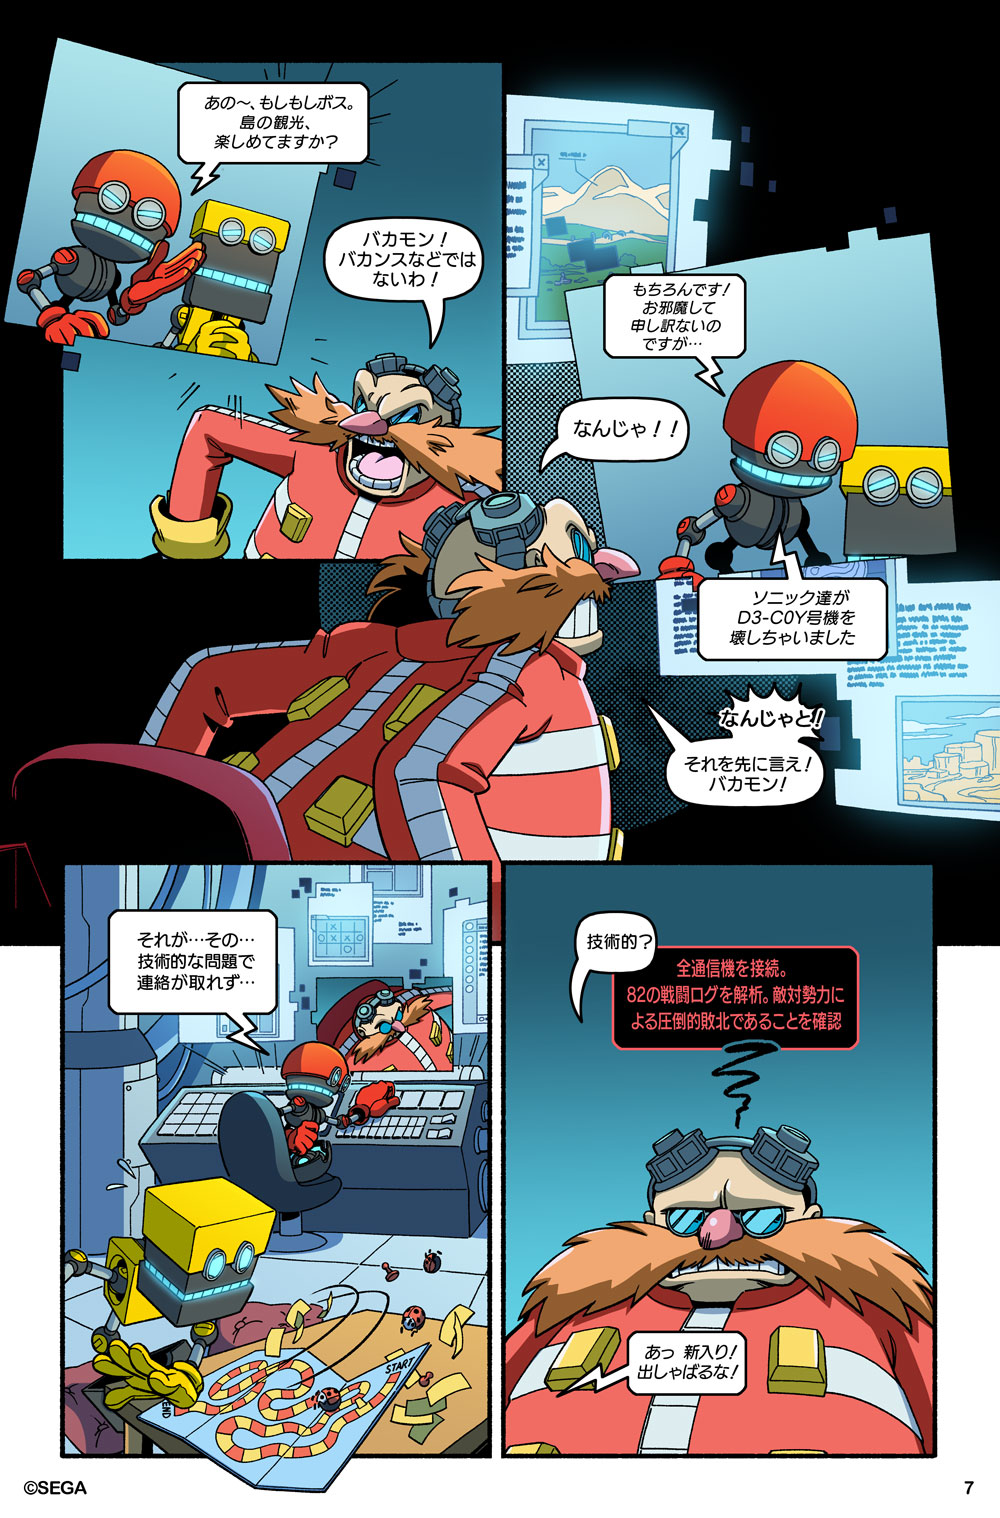 あの〜、もしもしボス。
島の観光、
楽しめてますか？
バカモン！
バカンスなどでは
ないわ！
もちろんです！
お邪魔して
申し訳ないの
ですが…
なんじゃ！！
ソニック達が
D3-C0Y号機を
壊しちゃいました
なんじゃと！
それを先に言え！
バカモン！
それが…その…
技術的な問題で
連絡が取れず…
START
END
技術的？
全通信機を接続。
82の戦闘ログを解析。敵対勢力に
よる圧倒的敗北であることを確認
あっ 新入り！
出しゃばるな！
©SEGA
7